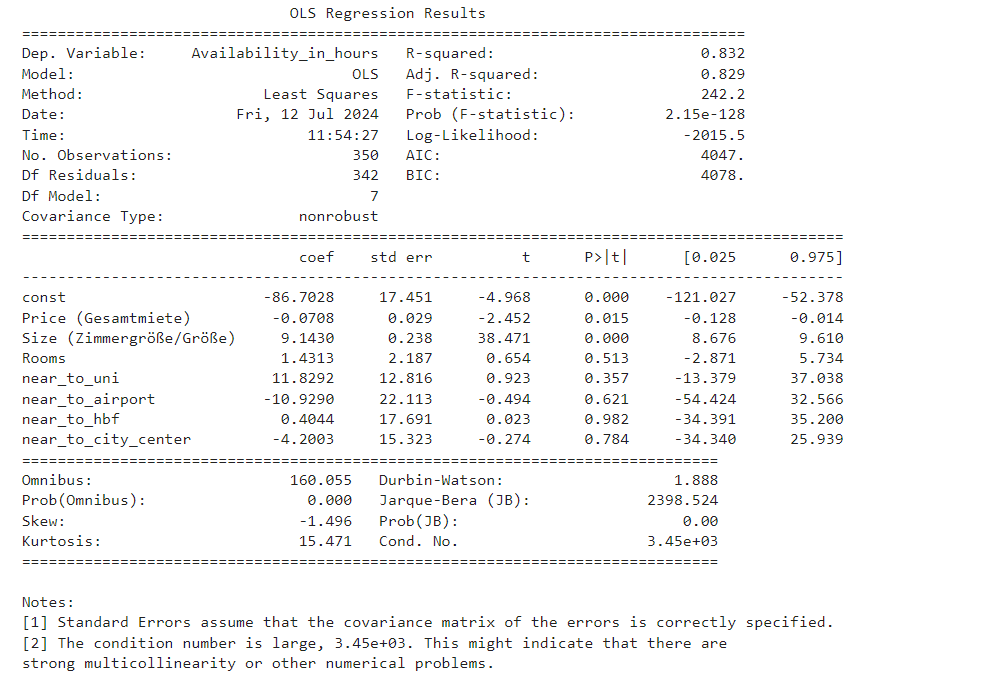 OLS Regression Results
==============================================================================
Dep. Variable: Availability_in_hours R-squared: 0.832
Model: OLS Adj. R-squared: 0.829
Method: Least Squares F-statistic: 242.2
Date: Fri, 12 Jul 2024 Prob (F-statistic): 2.15e-128
Time: 11:54:27 Log-Likelihood: -2015.5
No. Observations: 350 AIC: 4047.
Df Residuals: 342 BIC: 4078.
Df Model: 7
Covariance Type: nonrobust
=============================================================================================
coef std err t P>|t| [0.025 0.975]
---------------------------------------------------------------------------------------------
const -86.7028 17.451 -4.968 0.000 -121.027 -52.378
Price (Gesamtmiete) -0.0708 0.029 -2.452 0.015 -0.128 -0.014
Size (Zimmergröße/Größe) 9.1430 0.238 38.471 0.000 8.676 9.610
Rooms 1.4313 2.187 0.654 0.513 -2.871 5.734
near_to_uni 11.8292 12.816 0.923 0.357 -13.379 37.038
near_to_airport -10.9290 22.113 -0.494 0.621 -54.424 32.566
near_to_hbf 0.4044 17.691 0.023 0.982 -34.391 35.200
near_to_city_center -4.2003 15.323 -0.274 0.784 -34.340 25.939
==============================================================================
Omnibus: 160.055 Durbin-Watson: 1.888
Prob(Omnibus): 0.000 Jarque-Bera (JB): 2398.524
Skew: -1.496 Prob(JB): 0.00
Kurtosis: 15.471 Cond. No. 3.45e+03
==============================================================================
Notes:
[1] Standard Errors assume that the covariance matrix of the errors is correctly specified.
[2] The condition number is large, 3.45e+03. This might indicate that there are
strong multicollinearity or other numerical problems.